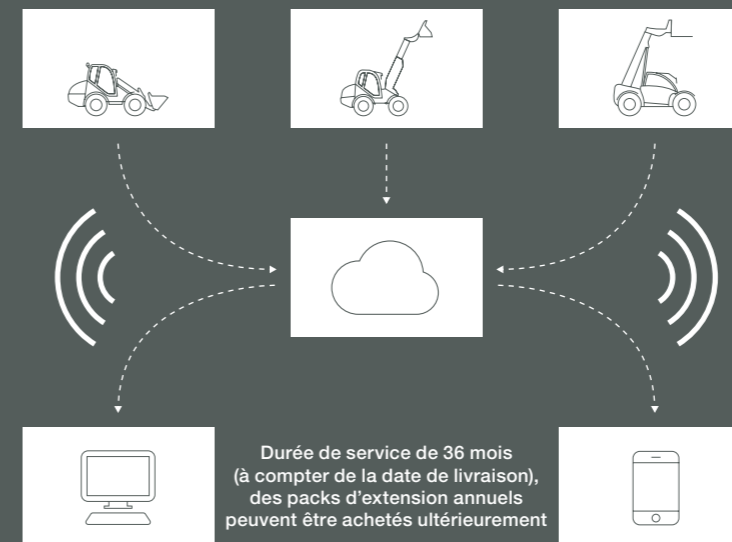 Durée de service de 36 mois
(à compter de la date de livraison),
des packs d'extension annuels
peuvent être achetés ultérieurement